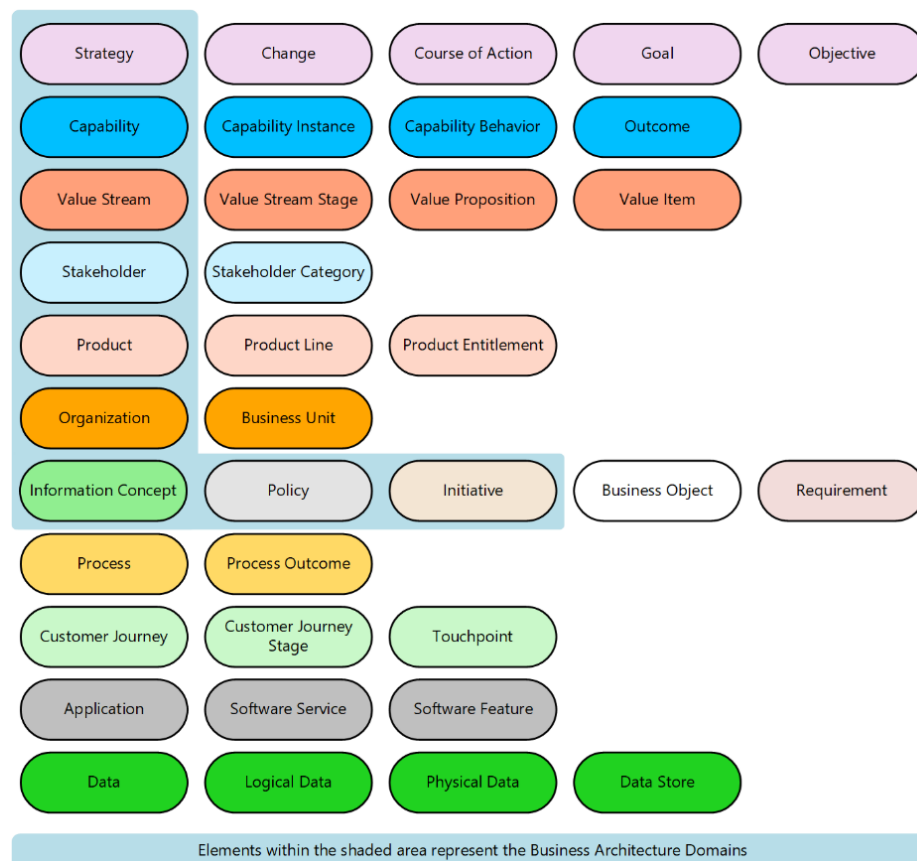 Strategy
Change
Course of Action
Goal
Objective
Capability
Capability Instance
Capability Behavior
Outcome
Value Stream
Value Stream Stage
Value Proposition
Value Item
Stakeholder
Stakeholder Category
Product
Product Line
Product Entitlement
Organization
Business Unit
Information Concept
Policy
Initiative
Business Object
Requirement
Process
Process Outcome
Customer Journey
Customer Journey
Stage
Touchpoint
Application
Software Service
Software Feature
Data
Logical Data
Physical Data
Data Store
Elements within the shaded area represent the Business Architecture Domains